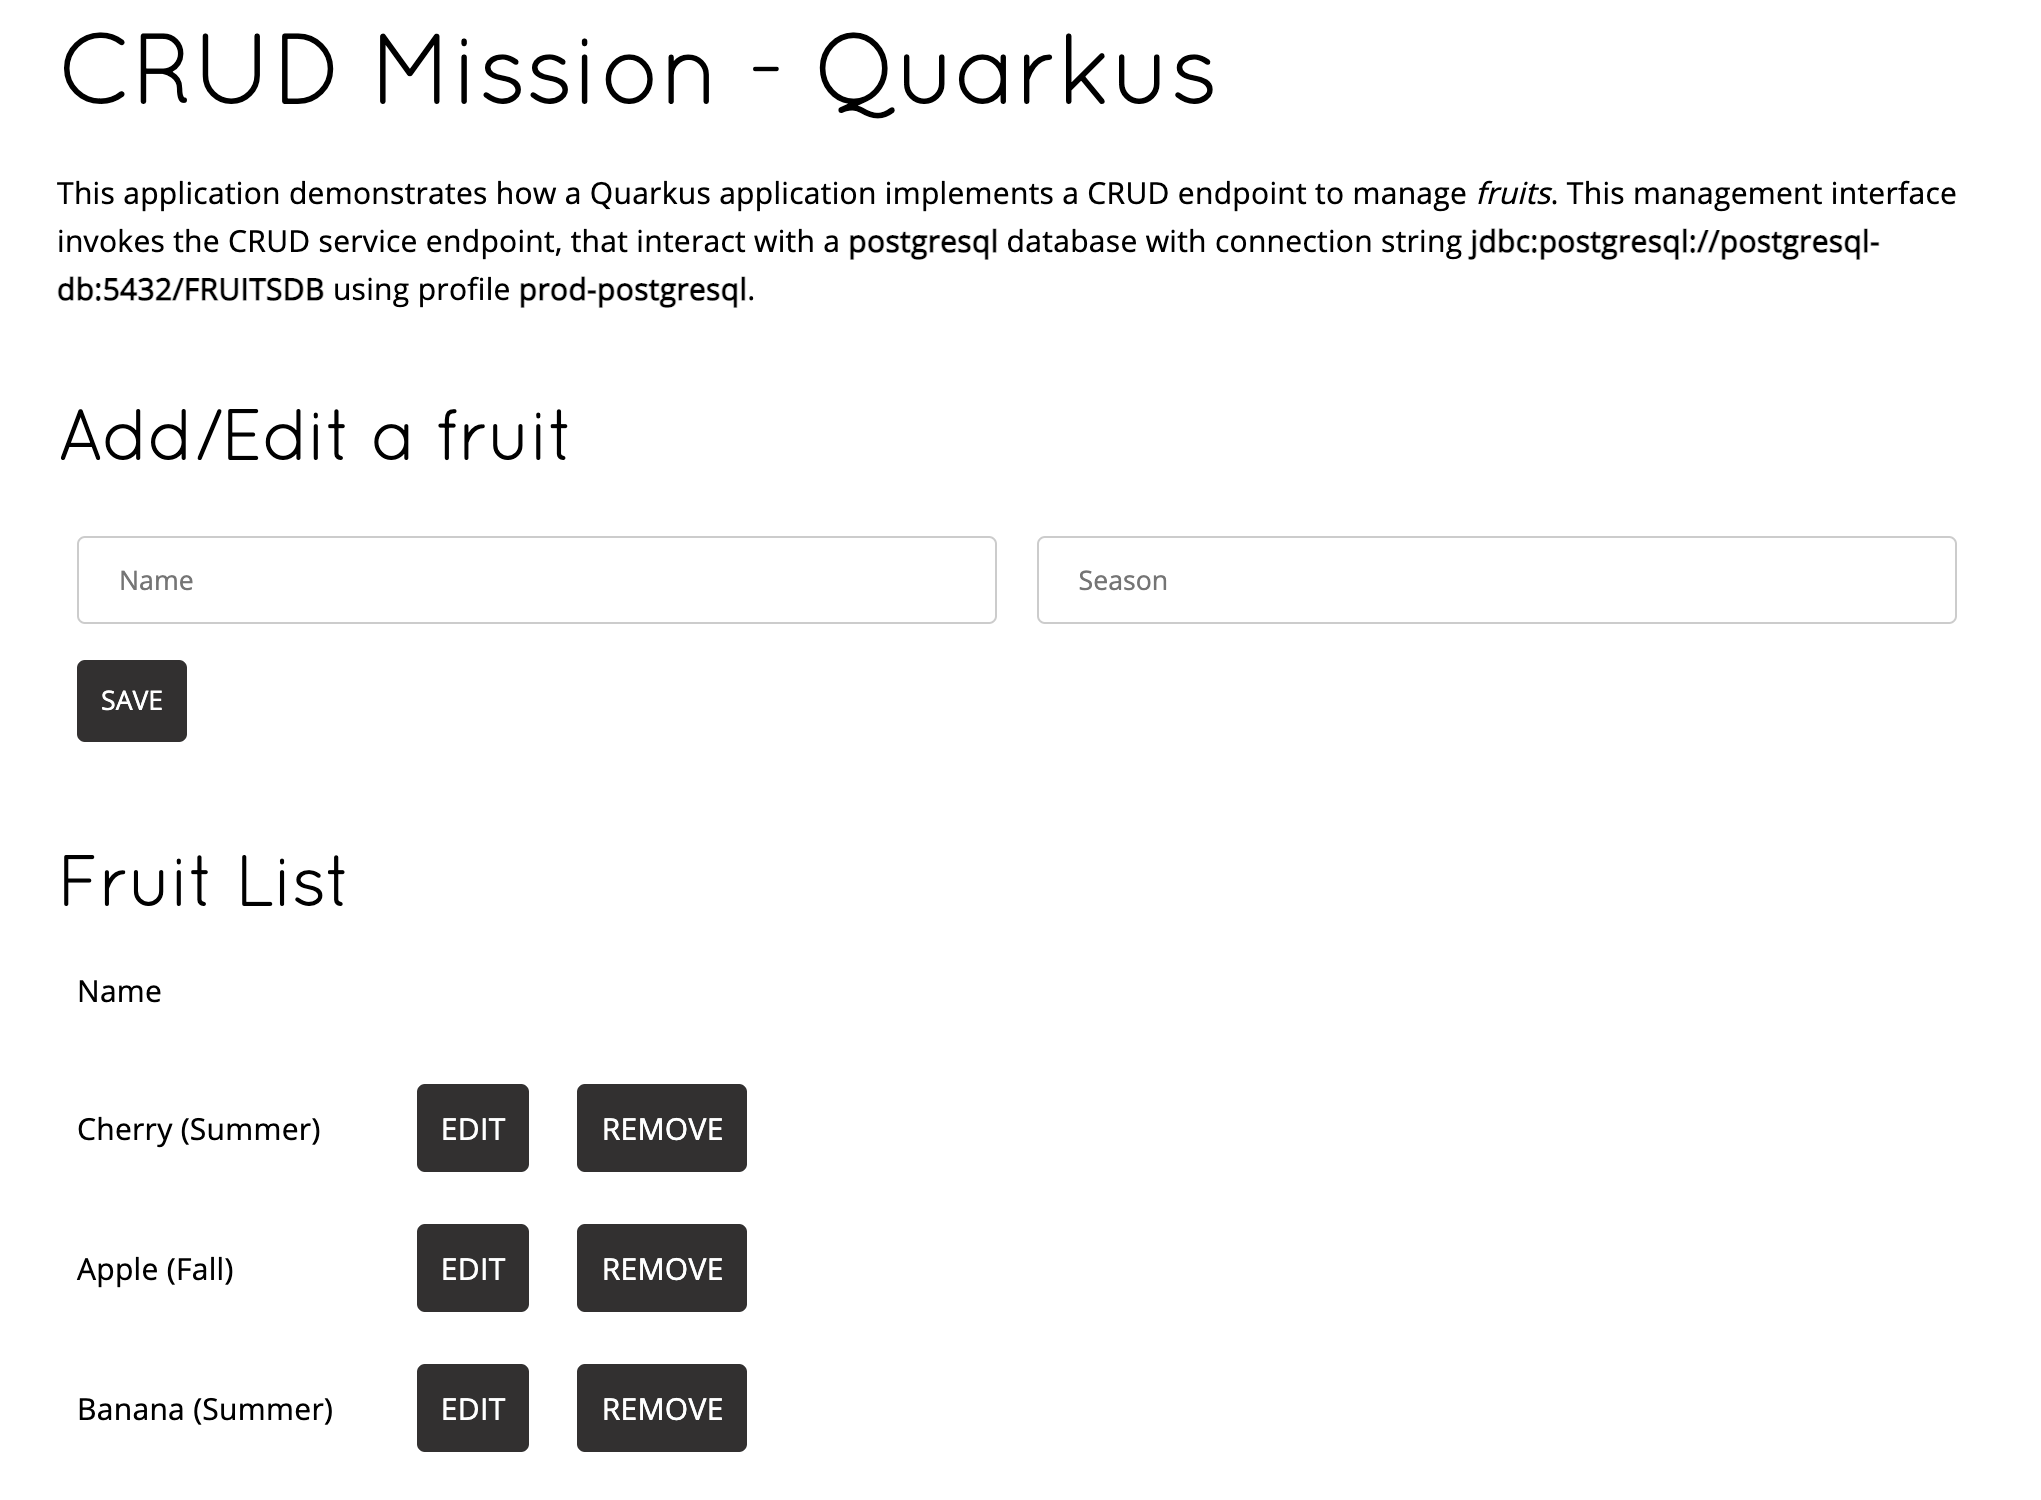 CRUD Mission - Quarkus
This application demonstrates how a Quarkus application implements a CRUD endpoint to manage fruits. This management interface
invokes the CRUD service endpoint, that interact with a postgresql database with connection string jdbc:postgresql://postgresql-
db:5432/FRUITSDB using profile prod-postgresql.
Add/Edit a fruit
Name Season
SAVE
Fruit List
Name
Cherry (Summer) EDIT REMOVE
Apple (Fall) EDIT REMOVE
Banana (Summer) EDIT REMOVE